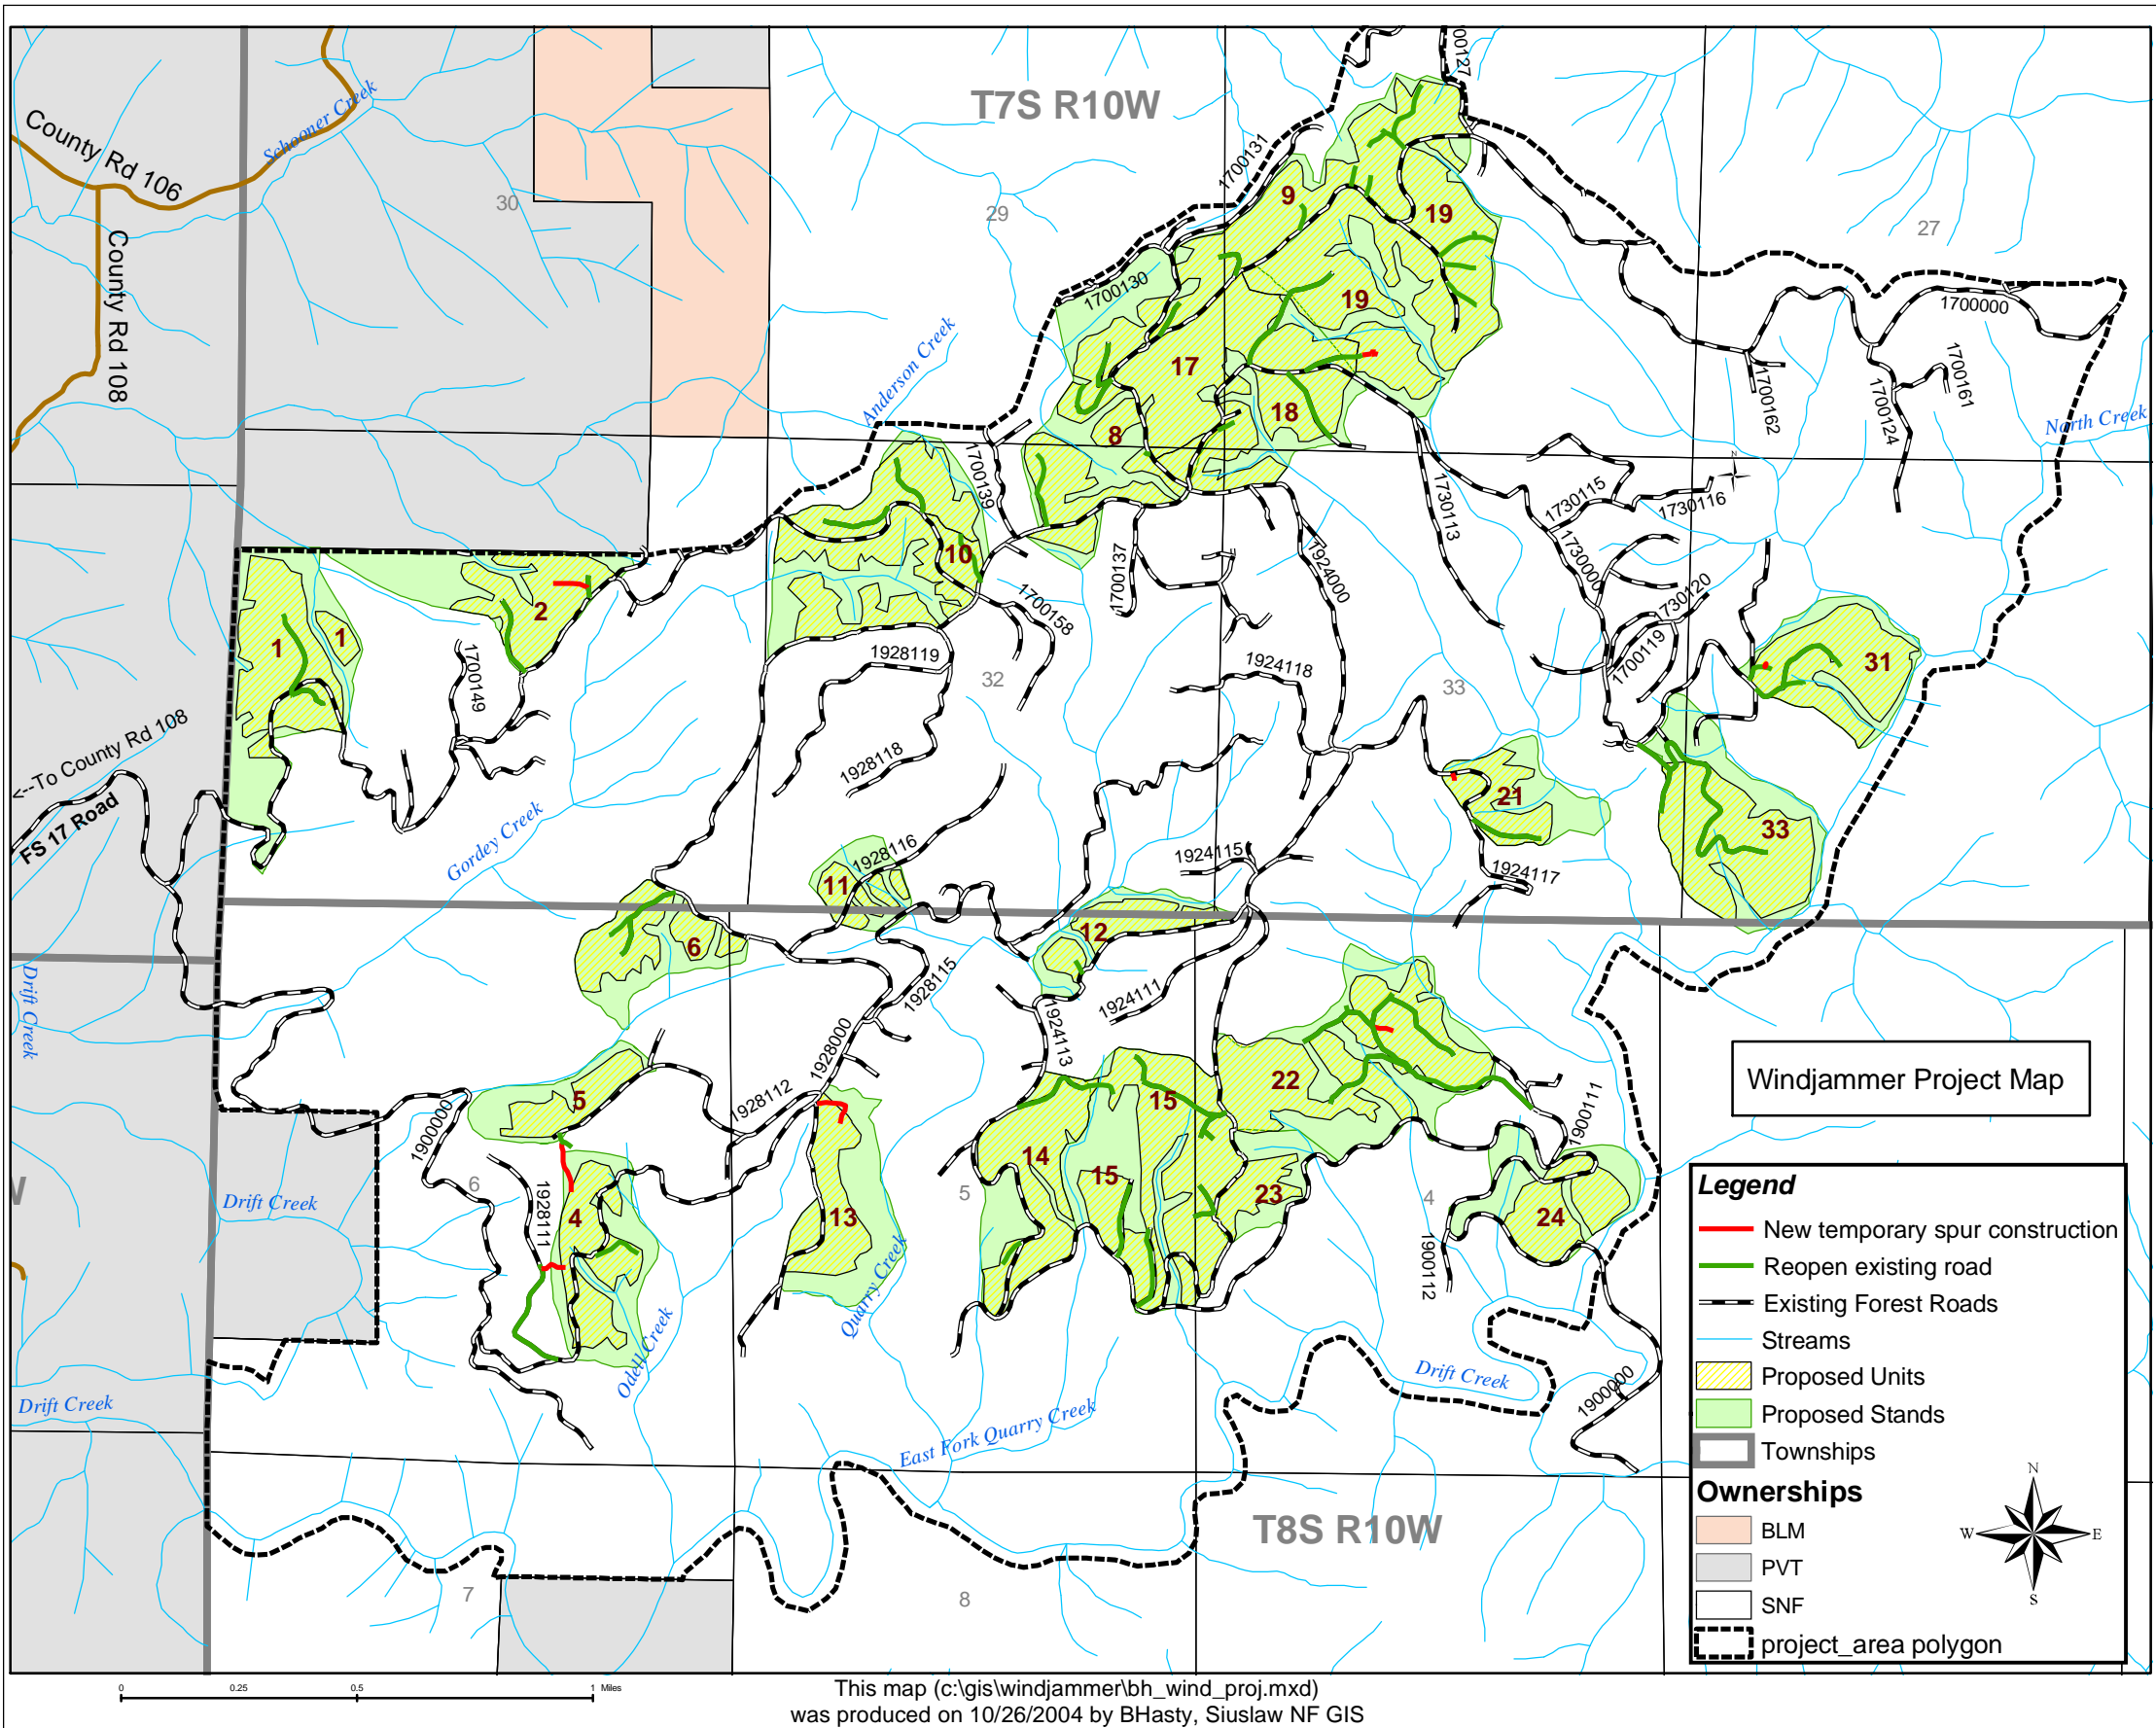 T7S R10W
1700127
County Rd 106
Schooner Creek
1700131
30
29
9
19
27
County Rd 108
1700130
1700000
19
Anderson Creek
17
1700161
1700162
1700124
18
8
North Creek
1700139
1730115
1730116
1730113
10
1700137
1924000
1730000
2
1700158
1730120
1
1
1928119
1924118
1700119
31
1700149
32
33
<--To County Rd 108
1928118
21
FS 17 Road
33
Gordey Creek
1928116
1924115
1924117
11
12
6
Drift Creek
1928115
1924111
1924113
1928000
Windjammer Project Map
22
5
15
1928112
1900000
1900111
14
15
6
5
4
23
Drift Creek
1928111
4
13
24
1900112
Quarry Creek
Odell Creek
Drift Creek
1900000
Drift Creek
East Fork Quarry Creek
T8S R10W
7
8
W
Legend
New temporary spur construction
Reopen existing road
Existing Forest Roads
Streams
Proposed Units
Proposed Stands
Townships
Ownerships
BLM
PVT
SNF
project_area polygon
N
W
E
S
N
0
0.25
0.5
1 Miles
This map (c:\gis\windjammer\bh_wind_proj.mxd)
was produced on 10/26/2004 by BHasty, Siuslaw NF GIS